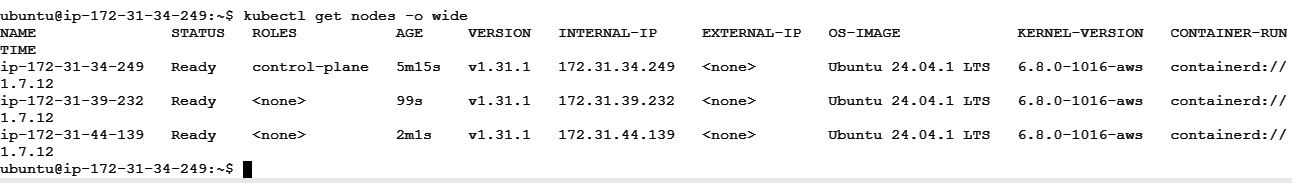 ubuntu@ip-172-31-34-249:~$ kubectl get nodes -o wide
NAME STATUS ROLES AGE VERSION INTERNAL-IP EXTERNAL-IP OS-IMAGE KERNEL-VERSION CONTAINER-RUN
TIME
ip-172-31-34-249 Ready control-plane 5m15s v1.31.1 172.31.34.249 <none> Ubuntu 24.04.1 LTS 6.8.0-1016-aws containerd://
1.7.12
ip-172-31-39-232 Ready <none> 99s v1.31.1 172.31.39.232 <none> Ubuntu 24.04.1 LTS 6.8.0-1016-aws containerd://
1.7.12
ip-172-31-44-139 Ready <none> 2m1s v1.31.1 172.31.44.139 <none> Ubuntu 24.04.1 LTS 6.8.0-1016-aws containerd://
1.7.12
ubuntu@ip-172-31-34-249:~$